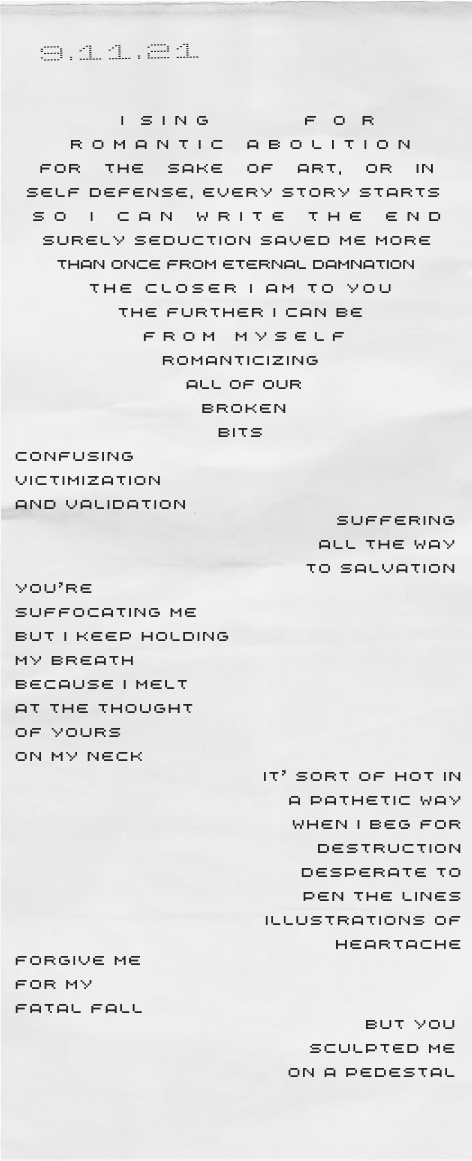 9.11.21
I SING FOR
ROMANTIC ABOLITION
FOR THE SAKE OF ART, OR IN
SELF DEFENSE, EVERY STORY STARTS
SO I CAN WRITE THE END
SURELY SEDUCTION SAVED ME MORE
THAN ONCE FROM ETERNAL DAMNATION
THE CLOSER I AM TO YOU
THE FURTHER I CAN BE
FROM MYSELF
ROMANTICIZING
ALL OF OUR
BROKEN
BITS
CONFUSING
VICTIMIZATION
AND VALIDATION
SUFFERING
ALL THE WAY
TO SALVATION
YOU'RE
SUFFOCATING ME
BUT I KEEP HOLDING
MY BREATH
BECAUSE I MELT
AT THE THOUGHT
OF YOURS
ON MY NECK
IT' SORT OF HOT IN
A PATHETIC WAY
WHEN I BEG FOR
DESTRUCTION
DESPERATE TO
PEN THE LINES
ILLUSTRATIONS OF
HEARTACHE
FORGIVE ME
FOR MY
FATAL FALL
BUT YOU
SCULPTED ME
ON A PEDESTAL